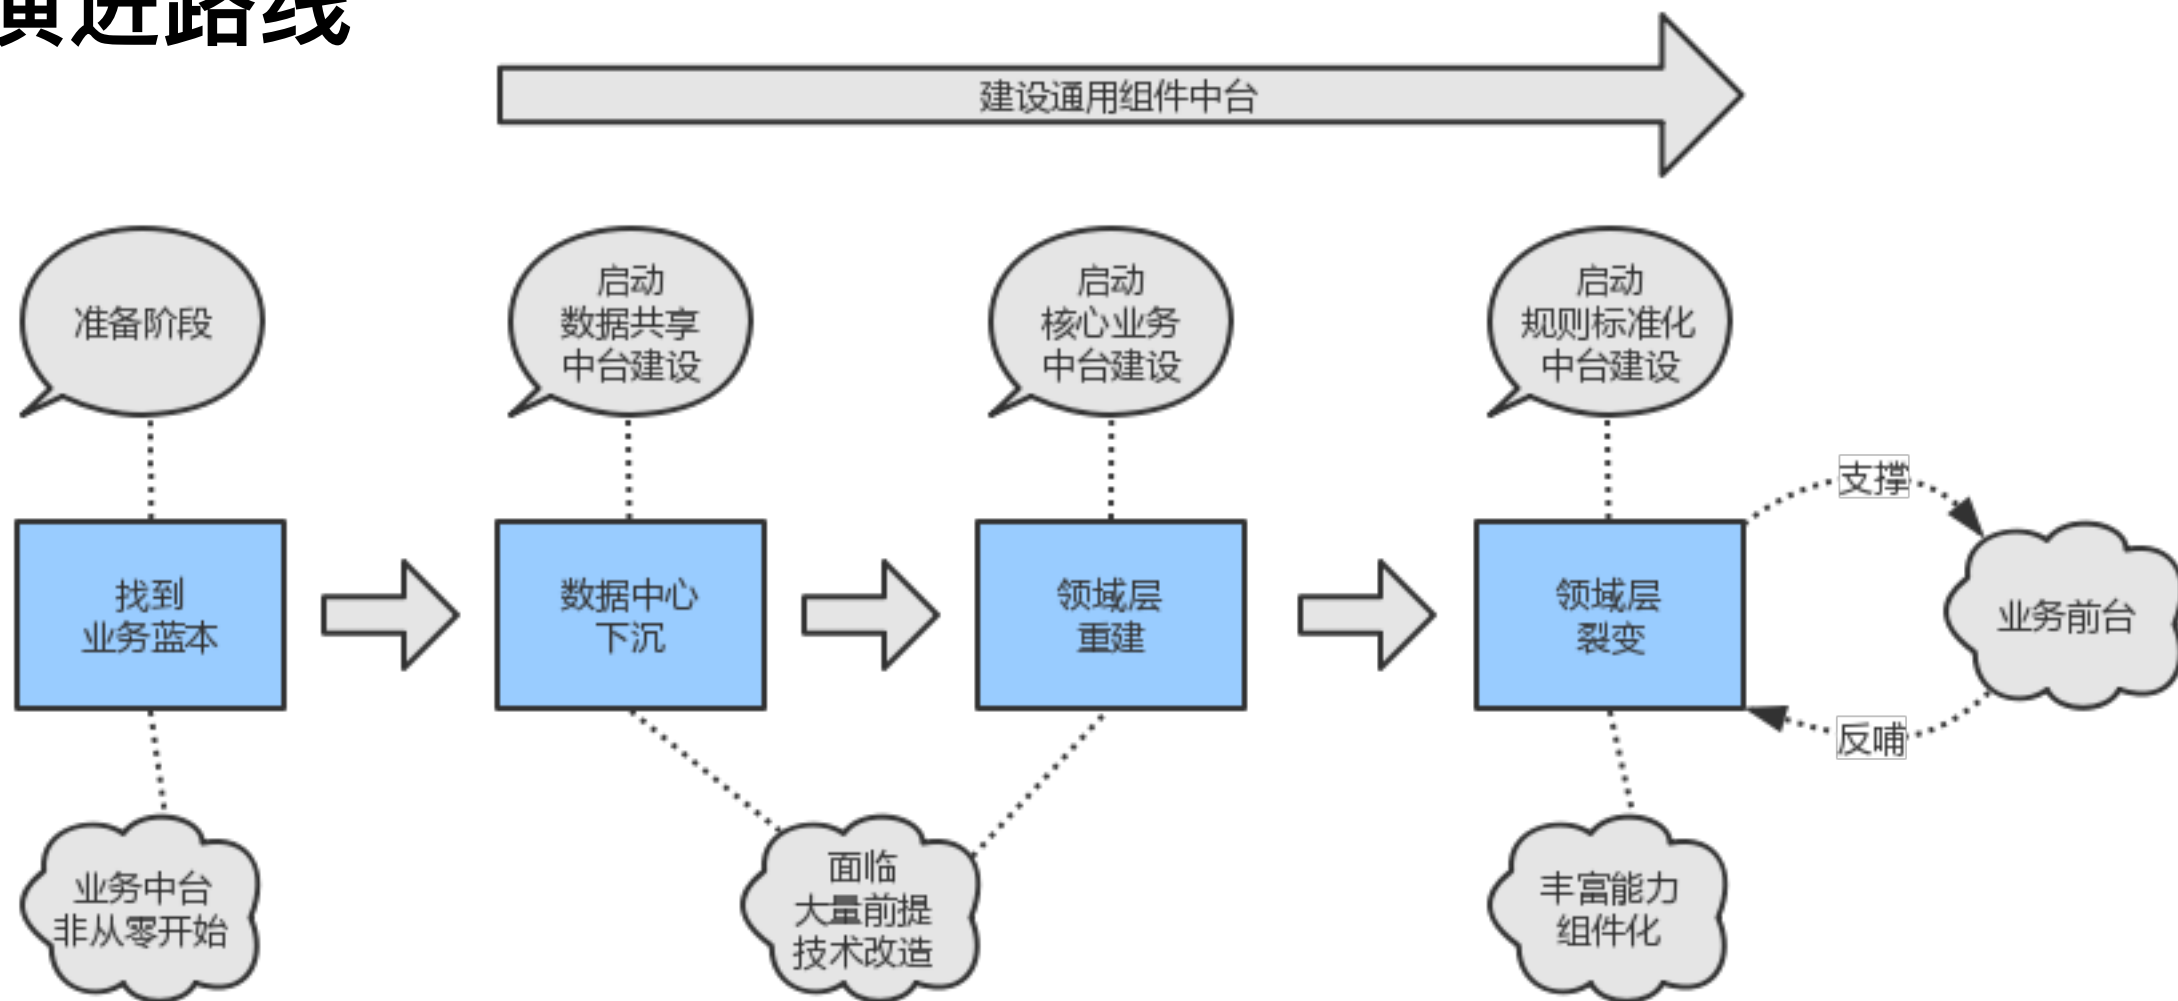 演进路线
建设通用组件中台
准备阶段
启动
数据共享
中台建设
启动
核心业务
中台建设
启动
规则标准化
中台建设
支撑
找到
业务蓝本
数据中心
下沉
领域层
重建
领域层
裂变
业务前台
反哺
业务中台
非从零开始
面临
大量前提
技术改造
丰富能力
组件化